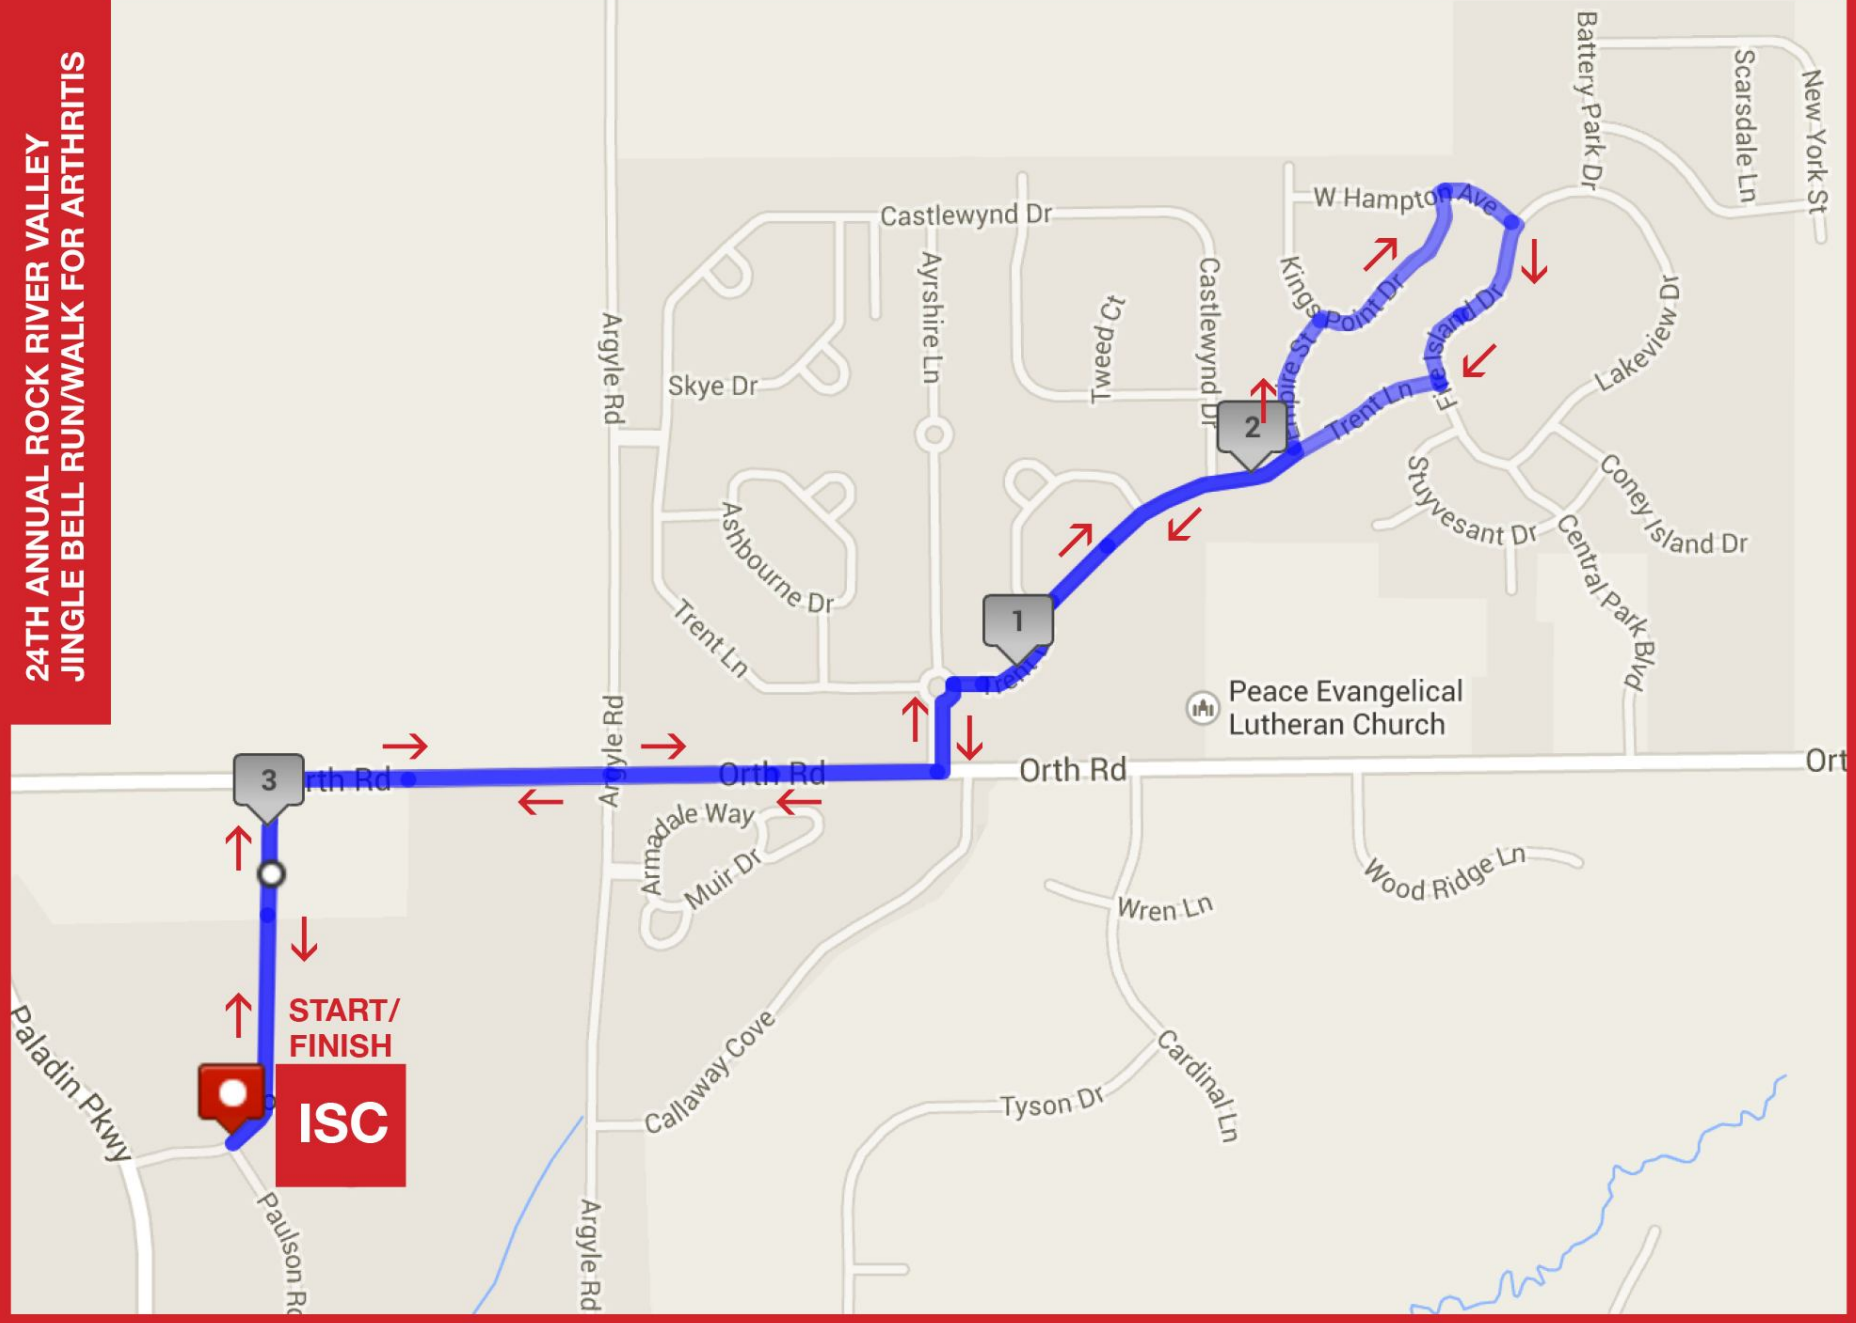 24TH ANNUAL ROCK RIVER VALLEY
JINGLE BELL RUN/WALK FOR ARTHRITIS
Battery Park Dr
Scarsdale Ln
New York St
W Hampton Ave
Castlewynd Dr
Ayrshire Ln
Castlewynd Dr
Kings Point Dr
Tweed Ct
Argyle Rd
Skye Dr
Empire St
Fire Island Dr
Lakeview Dr
Trent Ln
2
Stuyvesant Dr
Coney Island Dr
Central Park Blvd
Ashbourne Dr
Trent Ln
1
Trent
Peace Evangelical
Lutheran Church
Argyle Rd
3
rth Rd
Orth Rd
Orth Rd
Ort
Armadale Way
Muir Dr
Wood Ridge Ln
Wren Ln
START/
FINISH
ISC
Paladin Pkwy
Callaway Cove
Cardinal Ln
Tyson Dr
Paulson Rd
Argyle Rd